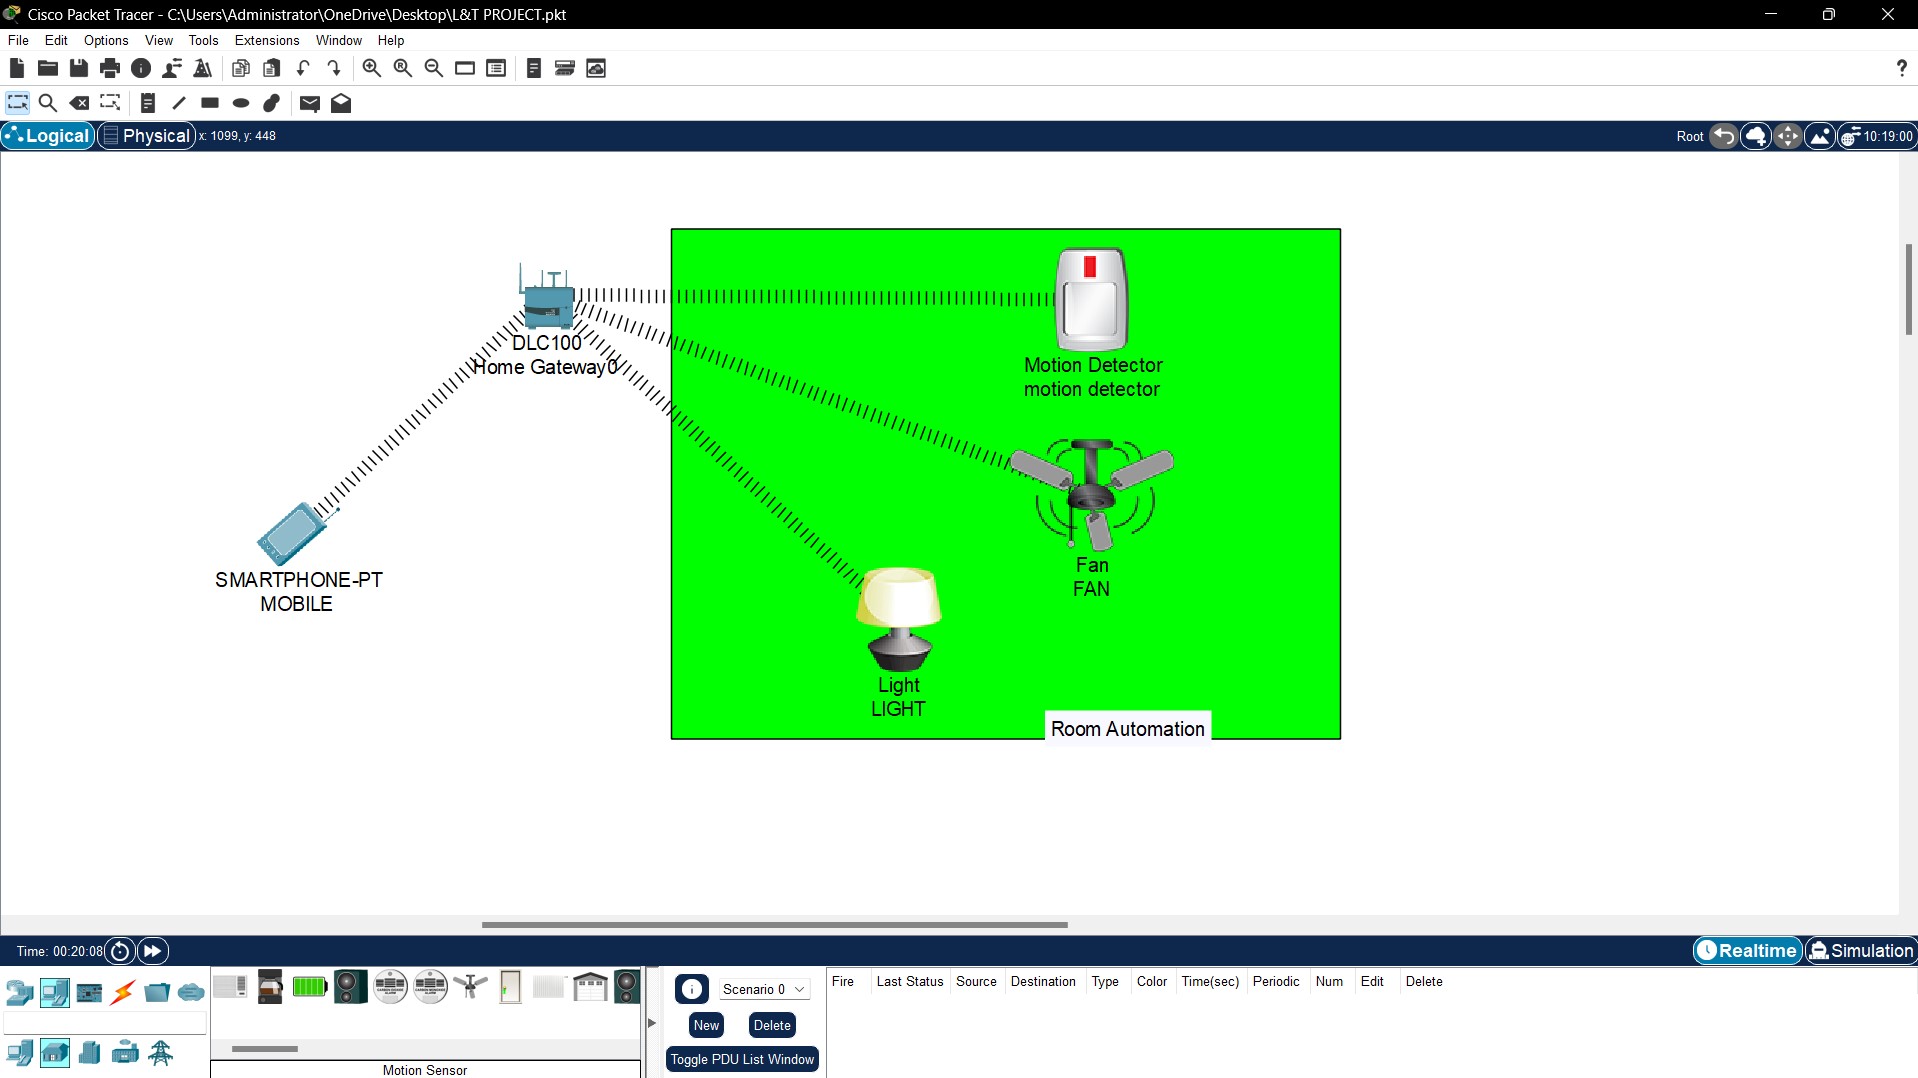 Cisco Packet Tracer - C:\Users\Administrator\OneDrive\Desktop\L&T PROJECT.pkt
File Edit Options View Tools Extensions Window Help
?
Logical Physical x: 1099, y: 448 Root 10:19:00
DLC100
Home Gateway0
Motion Detector
motion detector
Fan
FAN
SMARTPHONE-PT
MOBILE
Light
LIGHT
Room Automation
Time: 00:20:08 Realtime Simulation
Scenario 0
Fire Last Status Source Destination Type Color Time(sec) Periodic Num Edit Delete
New Delete
Toggle PDU List Window
Motion Sensor